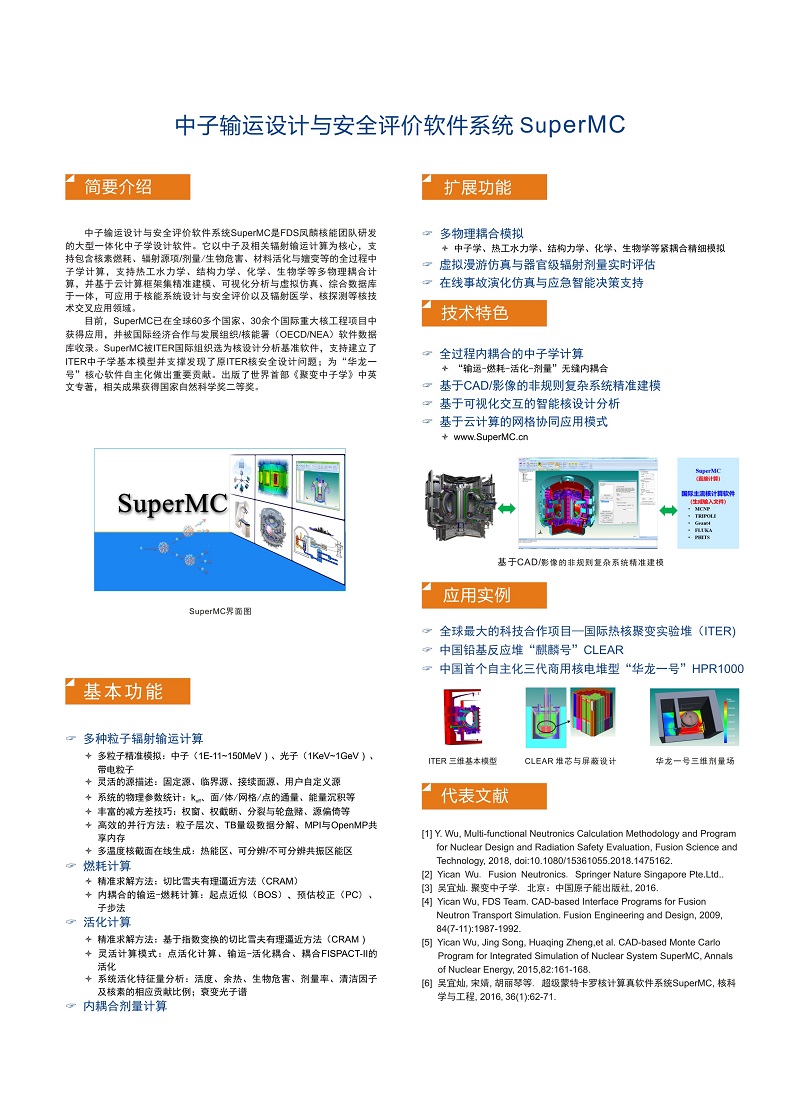 中子输运设计与安全评价软件系统 SuperMC
简要介绍
中子输运设计与安全评价软件系统SuperMC是FDS凤麟核能团队研发
的大型一体化中子学设计软件。它以中子及相关辐射输运计算为核心，支
持包含核素燃耗、辐射源项/剂量/生物危害、材料活化与嬗变等的全过程中
子学计算，支持热工水力学、结构力学、化学、生物学等多物理耦合计
算，并基于云计算框架集精准建模、可视化分析与虚拟仿真、综合数据库
于一体，可应用于核能系统设计与安全评价以及辐射医学、核探测等核技
术交叉应用领域。
目前，SuperMC已在全球60多个国家、30余个国际重大核工程项目中
获得应用，并被国际经济合作与发展组织/核能署（OECD/NEA）软件数据
库收录。SuperMC被ITER国际组织选为核设计分析基准软件，支持建立了
ITER中子学基本模型并支撑发现了原ITER核安全设计问题；为“华龙一
号”核心软件自主化做出重要贡献。出版了世界首部《聚变中子学》中英
文专著，相关成果获得国家自然科学奖二等奖。
SuperMC
SuperMC界面图
基本功能
多种粒子辐射输运计算
多粒子精准模拟：中子（1E-11~150MeV）、光子（1KeV~1GeV）、
带电粒子
灵活的源描述：固定源、临界源、接续面源、用户自定义源
系统的物理参数统计：keff、面/体/网格/点的通量、能量沉积等
丰富的减方差技巧：权窗、权截断、分裂与轮盘赌、源偏倚等
高效的并行方法：粒子层次、TB量级数据分解、MPI与OpenMP共
享内存
多温度核截面在线生成：热能区、可分辨/不可分辨共振区能区
燃耗计算
精准求解方法：切比雪夫有理逼近方法（CRAM）
内耦合的输运-燃耗计算：起点近似（BOS）、预估校正（PC）、
子步法
活化计算
精准求解方法：基于指数变换的切比雪夫有理逼近方法（CRAM）
灵活计算模式：点活化计算、输运-活化耦合、耦合FISPACT-II的
活化
系统活化特征量分析：活度、余热、生物危害、剂量率、清洁因子
及核素的相应贡献比例；衰变光子谱
内耦合剂量计算
扩展功能
多物理耦合模拟
中子学、热工水力学、结构力学、化学、生物学等紧耦合精细模拟
虚拟漫游仿真与器官级辐射剂量实时评估
在线事故演化仿真与应急智能决策支持
技术特色
全过程内耦合的中子学计算
“输运-燃耗-活化-剂量”无缝内耦合
基于CAD/影像的非规则复杂系统精准建模
基于可视化交互的智能核设计分析
基于云计算的网格协同应用模式
www.SuperMC.cn
SuperMC
（直接计算）
国际主流核计算软件
（生成输入文件）
• MCNP
• TRIPOLI
• Geant4
• FLUKA
• PHITS
基于CAD/影像的非规则复杂系统精准建模
应用实例
全球最大的科技合作项目—国际热核聚变实验堆（ITER)
中国铅基反应堆“麒麟号”CLEAR
中国首个自主化三代商用核电堆型“华龙一号”HPR1000
ITER 三维基本模型
CLEAR 堆芯与屏蔽设计
华龙一号三维剂量场
代表文献
[1] Y. Wu, Multi-functional Neutronics Calculation Methodology and Program
for Nuclear Design and Radiation Safety Evaluation, Fusion Science and
Technology, 2018, doi:10.1080/15361055.2018.1475162.
[2] Yican Wu. Fusion Neutronics. Springer Nature Singapore Pte.Ltd..
[3] 吴宜灿. 聚变中子学. 北京：中国原子能出版社, 2016.
[4] Yican Wu, FDS Team. CAD-based Interface Programs for Fusion
Neutron Transport Simulation. Fusion Engineering and Design, 2009,
84(7-11):1987-1992.
[5] Yican Wu, Jing Song, Huaqing Zheng,et al. CAD-based Monte Carlo
Program for Integrated Simulation of Nuclear System SuperMC, Annals
of Nuclear Energy, 2015,82:161-168.
[6] 吴宜灿, 宋婧, 胡丽琴等. 超级蒙特卡罗核计算真软件系统SuperMC, 核科
学与工程, 2016, 36(1):62-71.